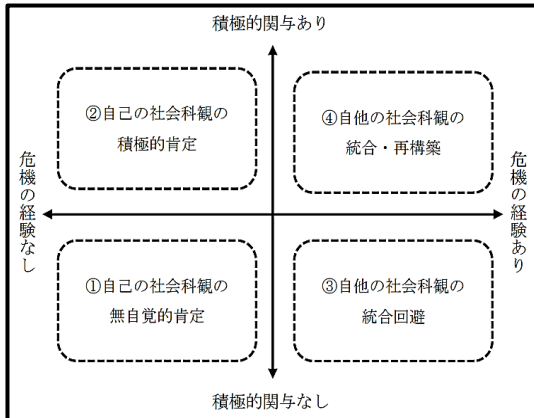 積極的関与あり
②自己の社会科観の
積極的肯定
④自他の社会科観の
統合・再構築
危機の経験なし
危機の経験あり
①自己の社会科観の
無自覚的肯定
③自他の社会科観の
統合回避
積極的関与なし